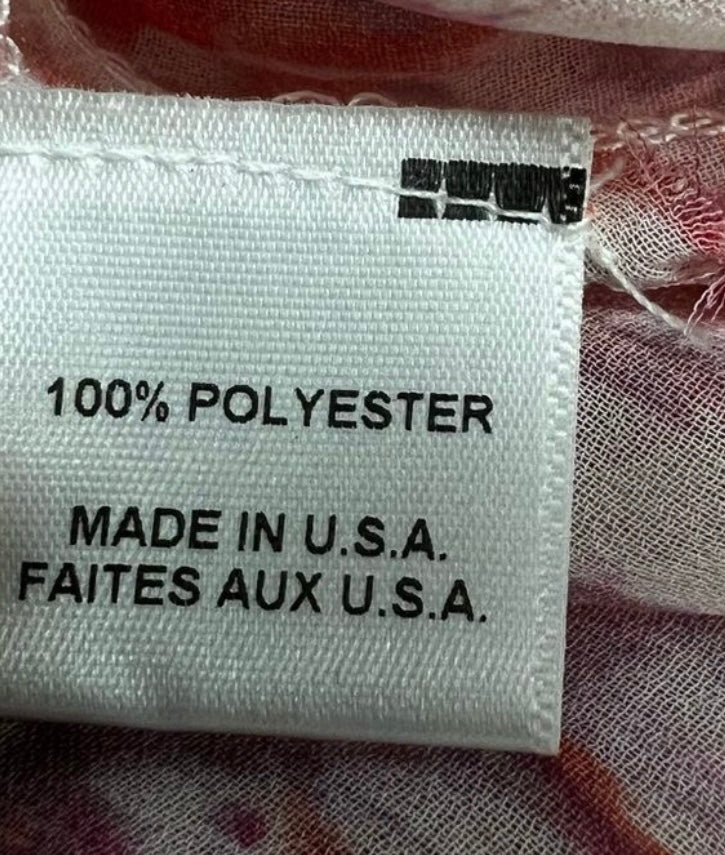 100% POLYESTER
MADE IN U.S.A.
FAITES AUX U.S.A.